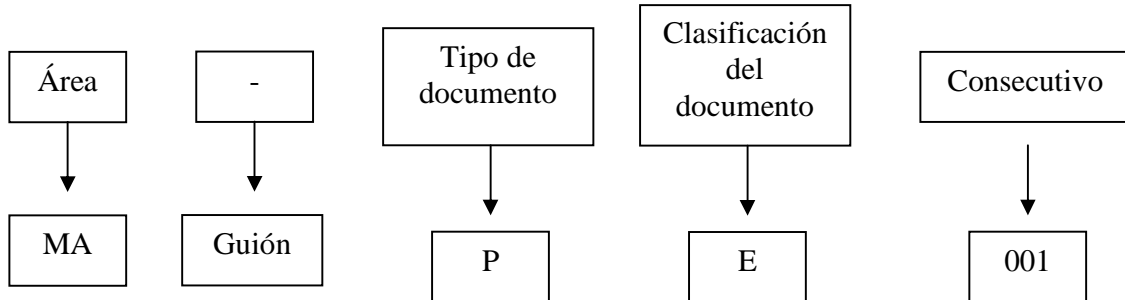 Área
-
Tipo de
documento
Clasificación
del
documento
Consecutivo
MA
Guión
P
E
001